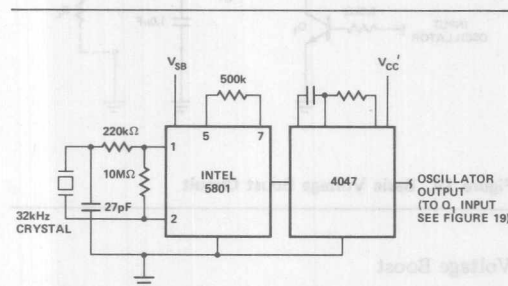 V_SB
500k
V_CC'
220kΩ
1
5
7
10MΩ
INTEL
5801
4047
OSCILLATOR
OUTPUT
(TO Q₁ INPUT
SEE FIGURE 19)
32kHz
CRYSTAL
27pF
2
Voltage Boost